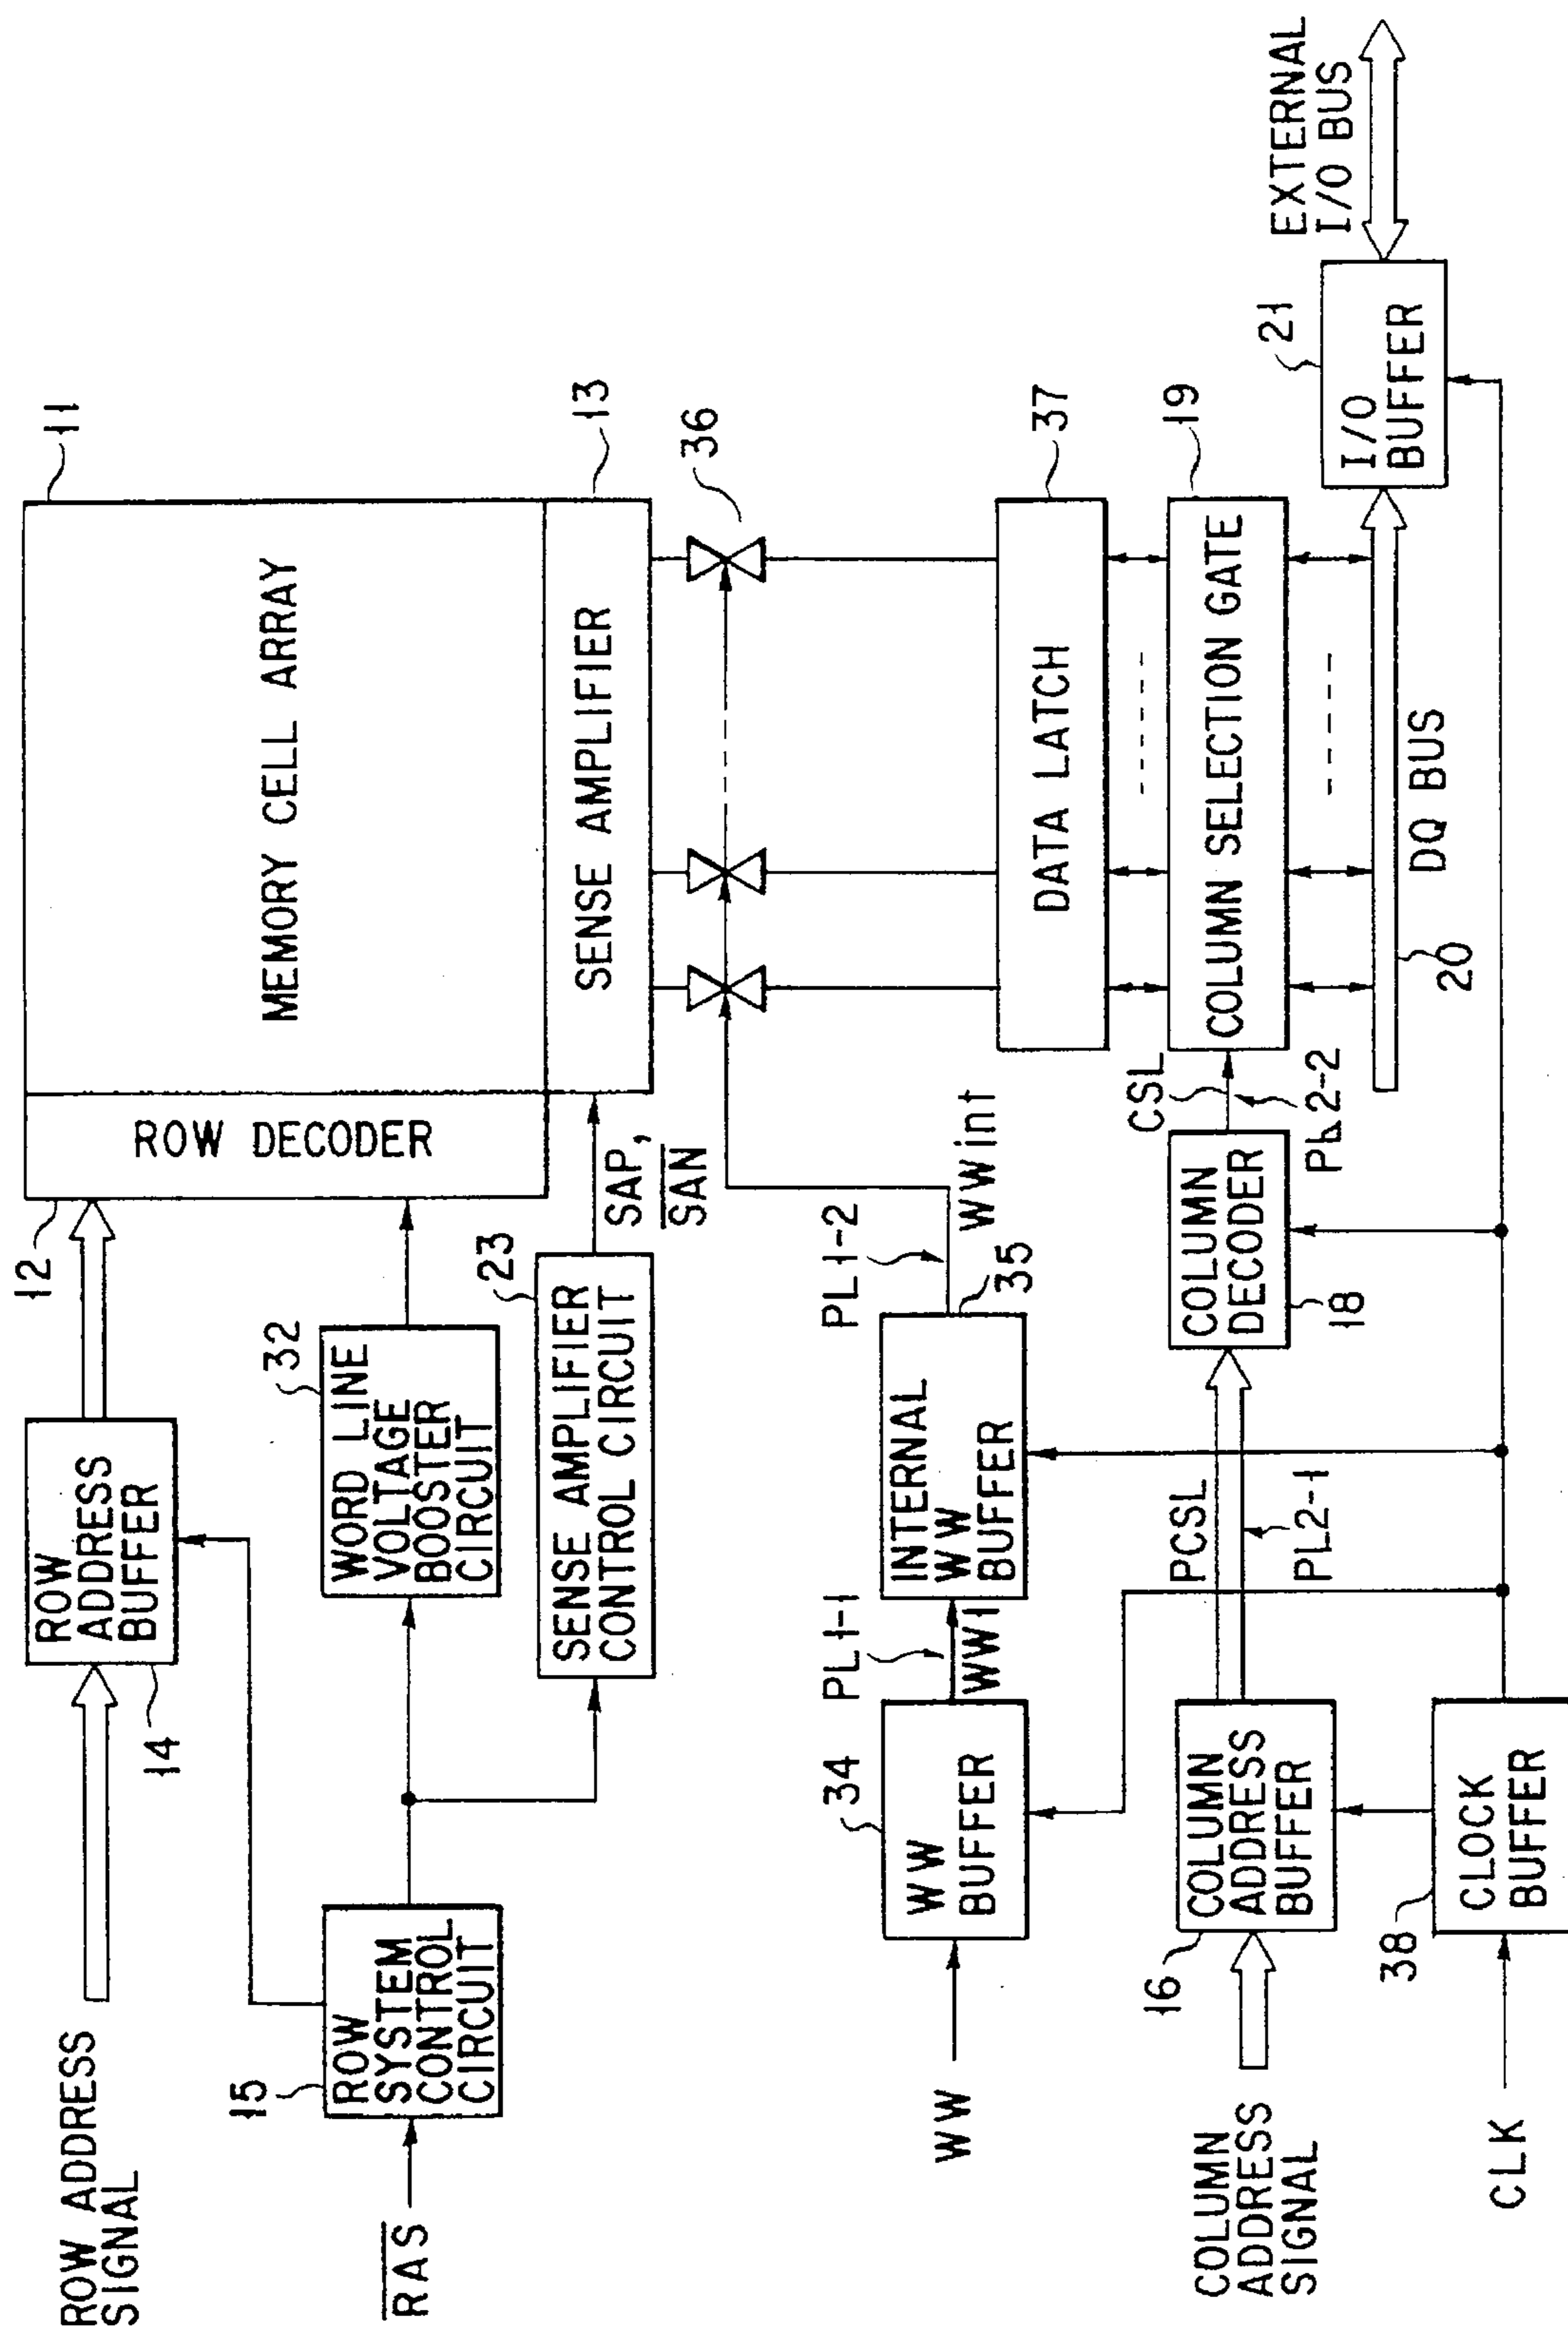 ROW ADDRESS
SIGNAL
14
ROW
ADDRESS
BUFFER
12
ROW DECODER
MEMORY CELL ARRAY
11
RAS
15
ROW
SYSTEM
CONTROL
CIRCUIT
32
WORD LINE
VOLTAGE
BOOSTER
CIRCUIT
23
SENSE AMPLIFIER
CONTROL CIRCUIT
SAP,
SAN
SENSE AMPLIFIER
13
36
WW
34
WW
BUFFER
PL1-1
WW1
INTERNAL
WW
BUFFER
35
PL1-2
WWint
DATA LATCH
37
COLUMN
ADDRESS
SIGNAL
16
COLUMN
ADDRESS
BUFFER
PCSL
PL2-1
COLUMN
DECODER
18
CSL
PL2-2
COLUMN SELECTION GATE
19
20
DQ BUS
I/O
BUFFER
21
EXTERNAL
I/O BUS
CLK
38
CLOCK
BUFFER